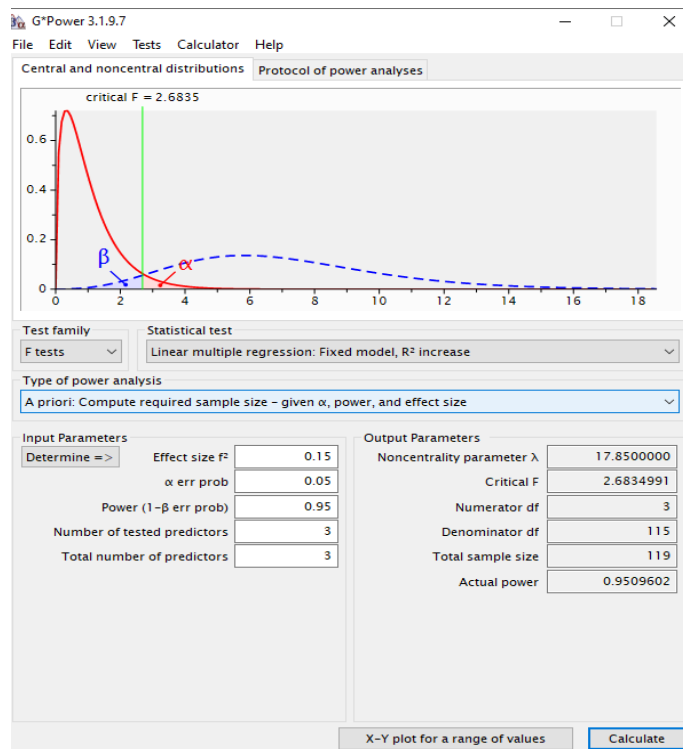 G*Power 3.1.9.7
File Edit View Tests Calculator Help
Central and noncentral distributions Protocol of power analyses
critical F = 2.6835
0.6
0.4
0.2
0
β α
0 2 4 6 8 10 12 14 16 18
Test family Statistical test
F tests Linear multiple regression: Fixed model, R² increase
Type of power analysis
A priori: Compute required sample size – given α, power, and effect size
Input Parameters Output Parameters
Determine => Effect size f² 0.15 Noncentrality parameter λ 17.8500000
α err prob 0.05 Critical F 2.6834991
Power (1-β err prob) 0.95 Numerator df 3
Number of tested predictors 3 Denominator df 115
Total number of predictors 3 Total sample size 119
Actual power 0.9509602
X-Y plot for a range of values Calculate